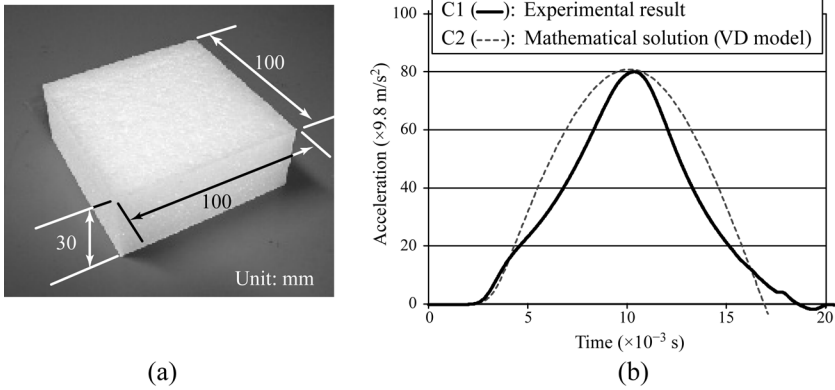 100
100
30
Unit: mm
(a)
C1 (—): Experimental result
C2 (----): Mathematical solution (VD model)
Acceleration (×9.8 m/s²)
100
80
60
40
20
0
0
5
10
15
20
Time (×10⁻³ s)
(b)